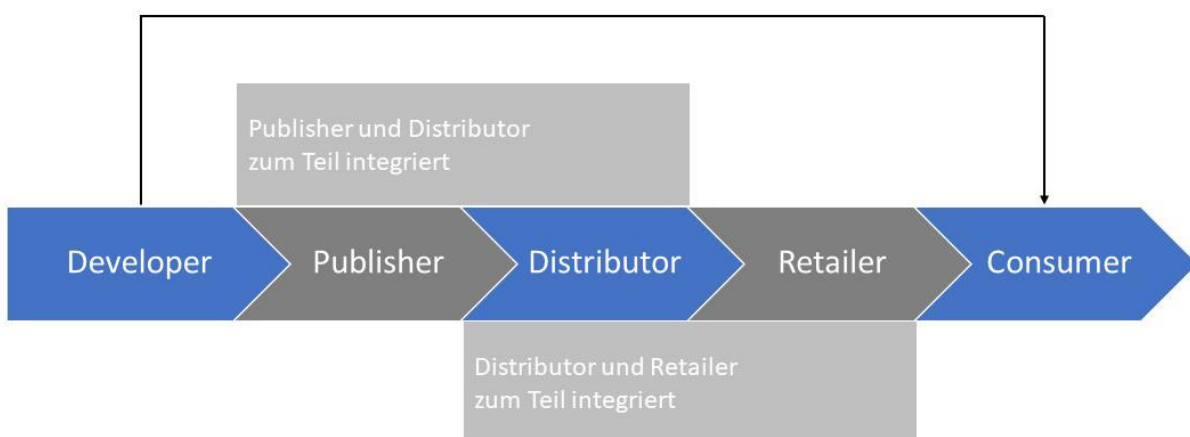 Publisher und Distributor
zum Teil integriert
Developer
Publisher
Distributor
Retailer
Consumer
Distributor und Retailer
zum Teil integriert